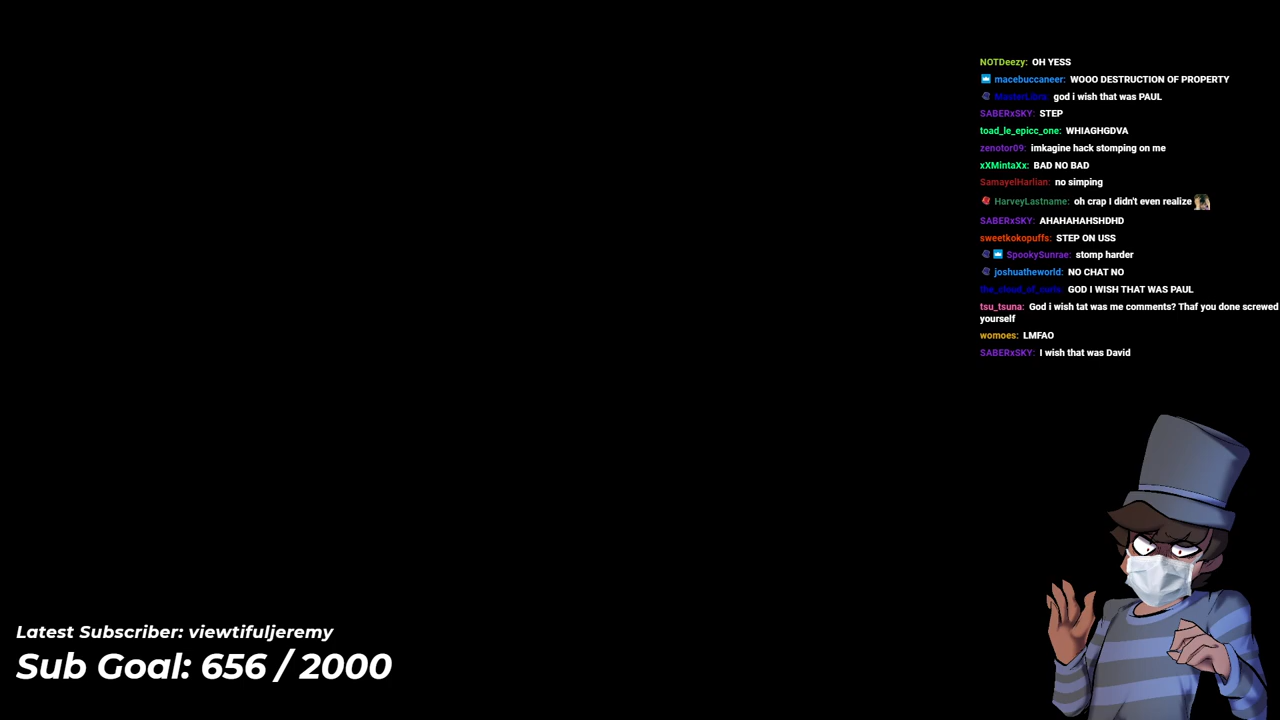 NOTDeezy: OH YESS
macebuccaneer: WOOO DESTRUCTION OF PROPERTY
MasterLibra: god i wish that was PAUL
SABERxSKY: STEP
toad_le_epicc_one: WHIAGHGDVA
zenotor09: imkagine hack stomping on me
xXMintaXx: BAD NO BAD
SamayelHarlian: no simping
HarveyLastname: oh crap I didn't even realize
SABERxSKY: AHAHAHAHSHDHD
sweetkokopuffs: STEP ON USS
SpookySunrae: stomp harder
joshuatheworld: NO CHAT NO
GOD I WISH THAT WAS PAUL
tsu_tsuna: God i wish tat was me comments? Thaf you done screwed
yourself
womoes: LMFAO
SABERxSKY: I wish that was David
Latest Subscriber: viewtifuljeremy
Sub Goal: 656 / 2000